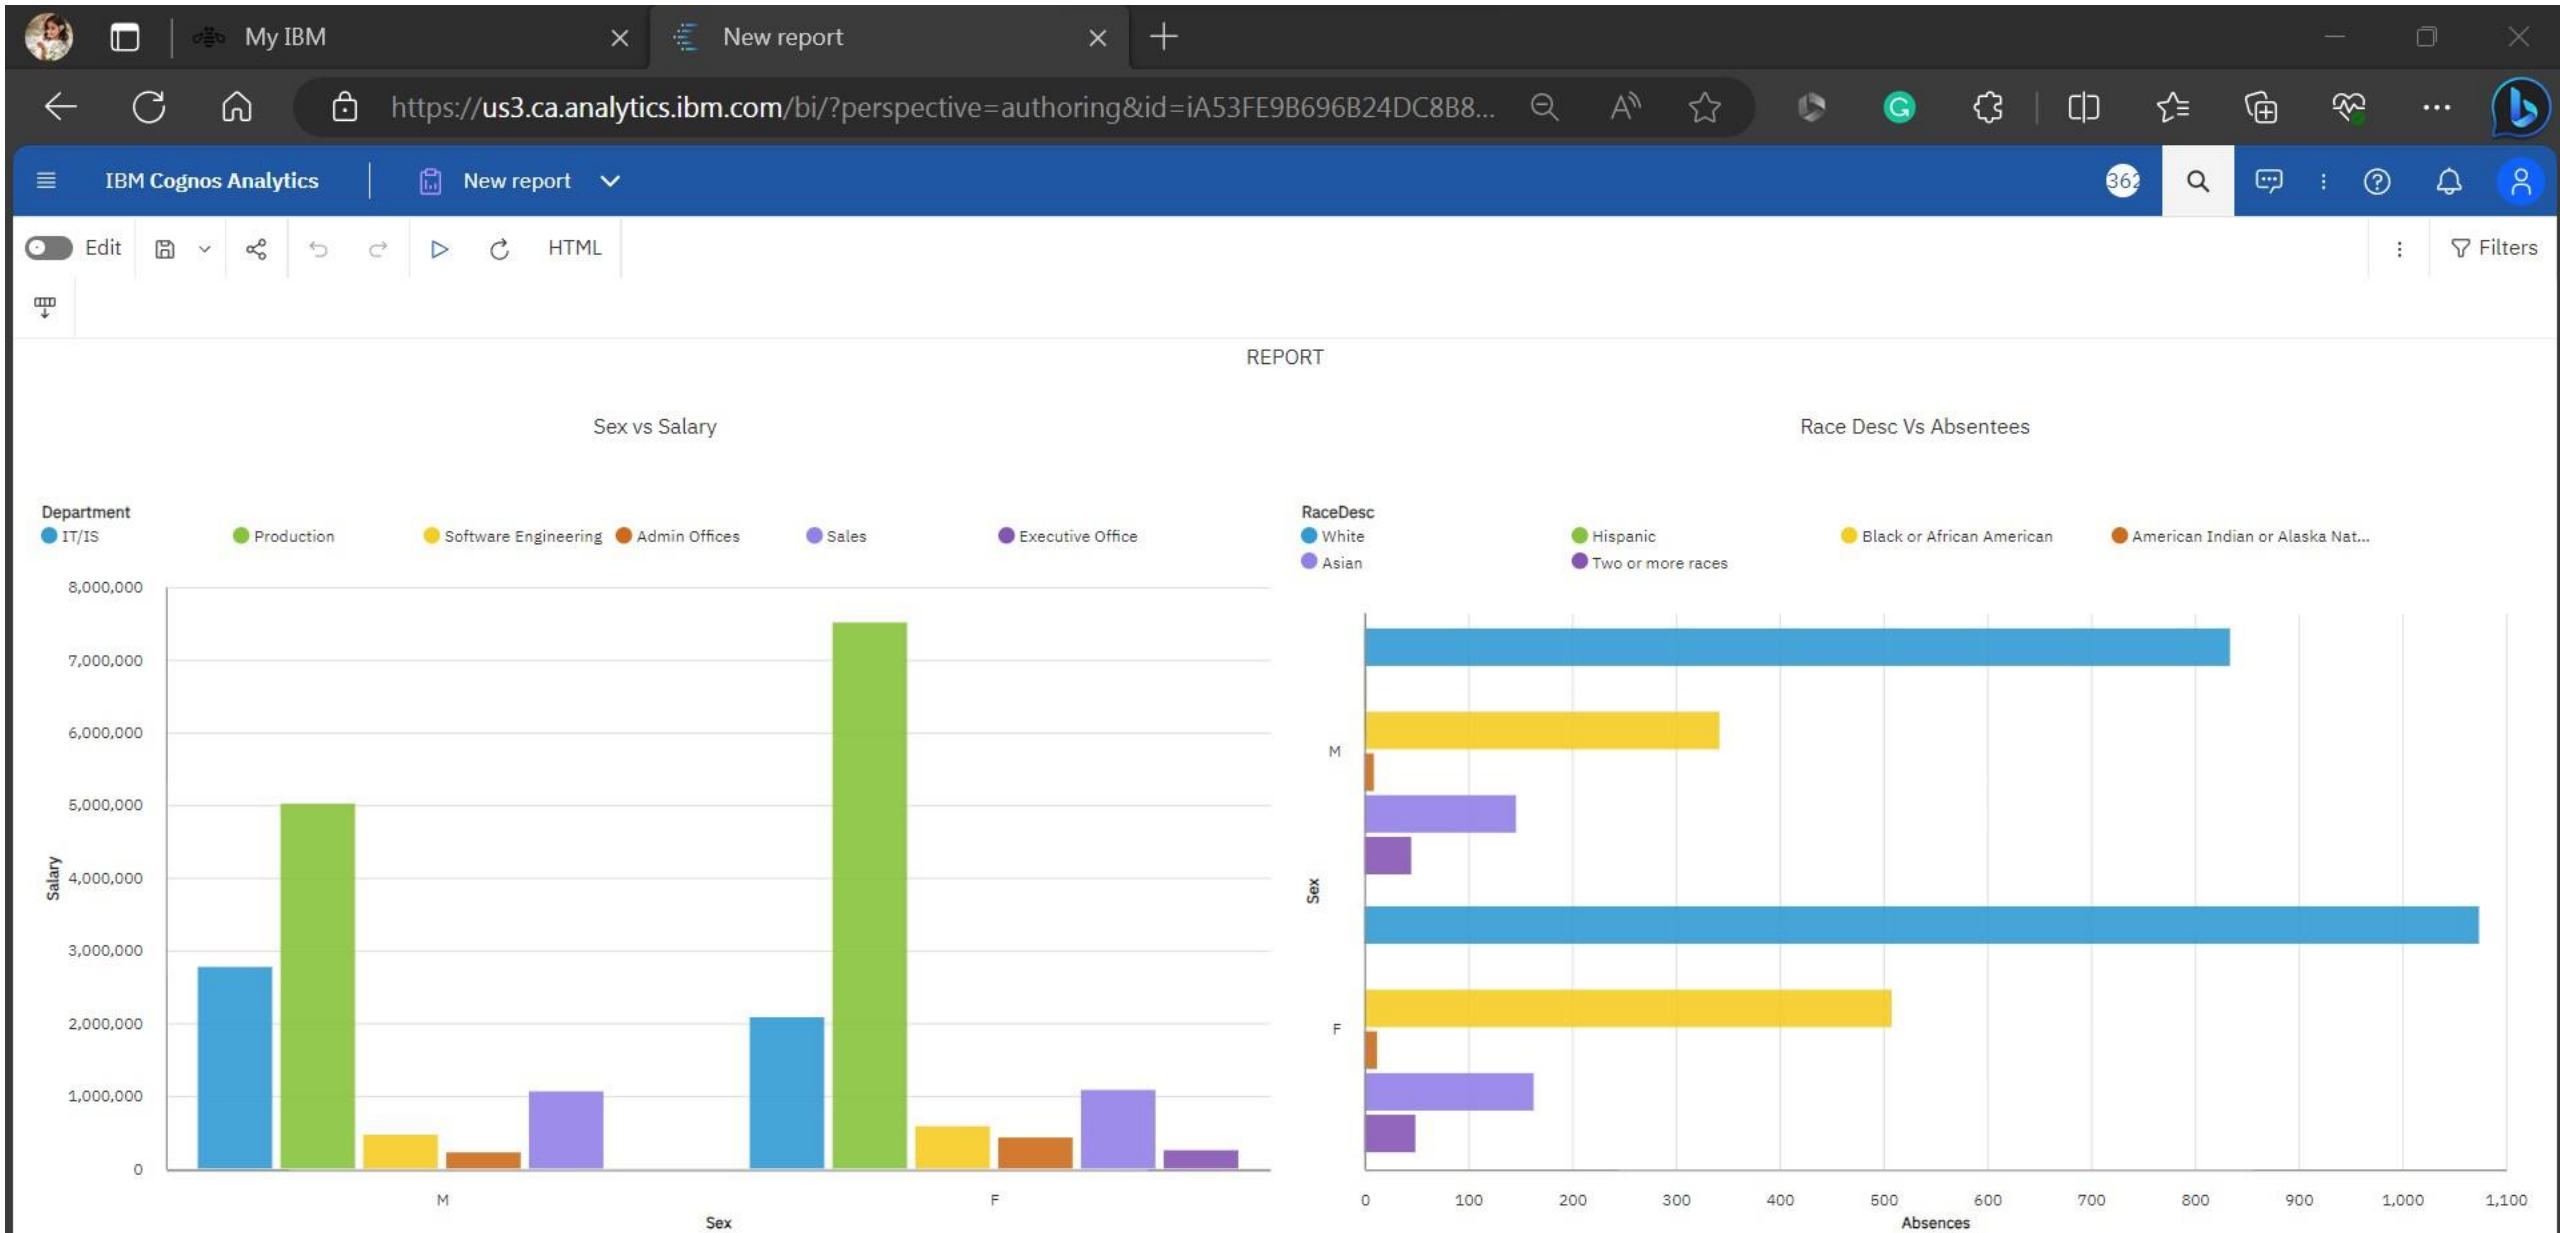 My IBM
New report
https://us3.ca.analytics.ibm.com/bi/?perspective=authoring&id=iA53FE9B696B24DC8B8...
IBM Cognos Analytics
New report
362
Edit
HTML
Filters
REPORT
Sex vs Salary
Department
IT/IS Production Software Engineering Admin Offices Sales Executive Office
8,000,000
7,000,000
6,000,000
5,000,000
4,000,000
3,000,000
2,000,000
1,000,000
0
Salary
M F
Sex
Race Desc Vs Absentees
RaceDesc
White Hispanic Black or African American American Indian or Alaska Nat...
Asian Two or more races
M
F
Sex
0 100 200 300 400 500 600 700 800 900 1,000 1,100
Absences